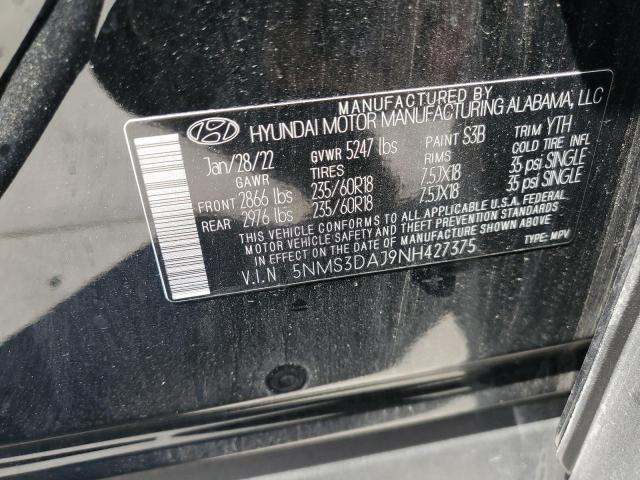 MANUFACTURED BY
HYUNDAI MOTOR MANUFACTURING ALABAMA, LLC
Jan/28/22 GVWR 5247 lbs PAINT S3B TRIM YTH
GAWR TIRES RIMS COLD TIRE INFL
FRONT 2866 lbs 235/60R18 7.5JX18 35 psi SINGLE
REAR 2976 lbs 235/60R18 7.5JX18 35 psi SINGLE
THIS VEHICLE CONFORMS TO ALL APPLICABLE U.S.A. FEDERAL
MOTOR VEHICLE SAFETY AND THEFT PREVENTION STANDARDS
IN EFFECT ON THE DATE OF MANUFACTURE SHOWN ABOVE.
V.I.N 5NMS3DAJ9NH427375 TYPE: MPV